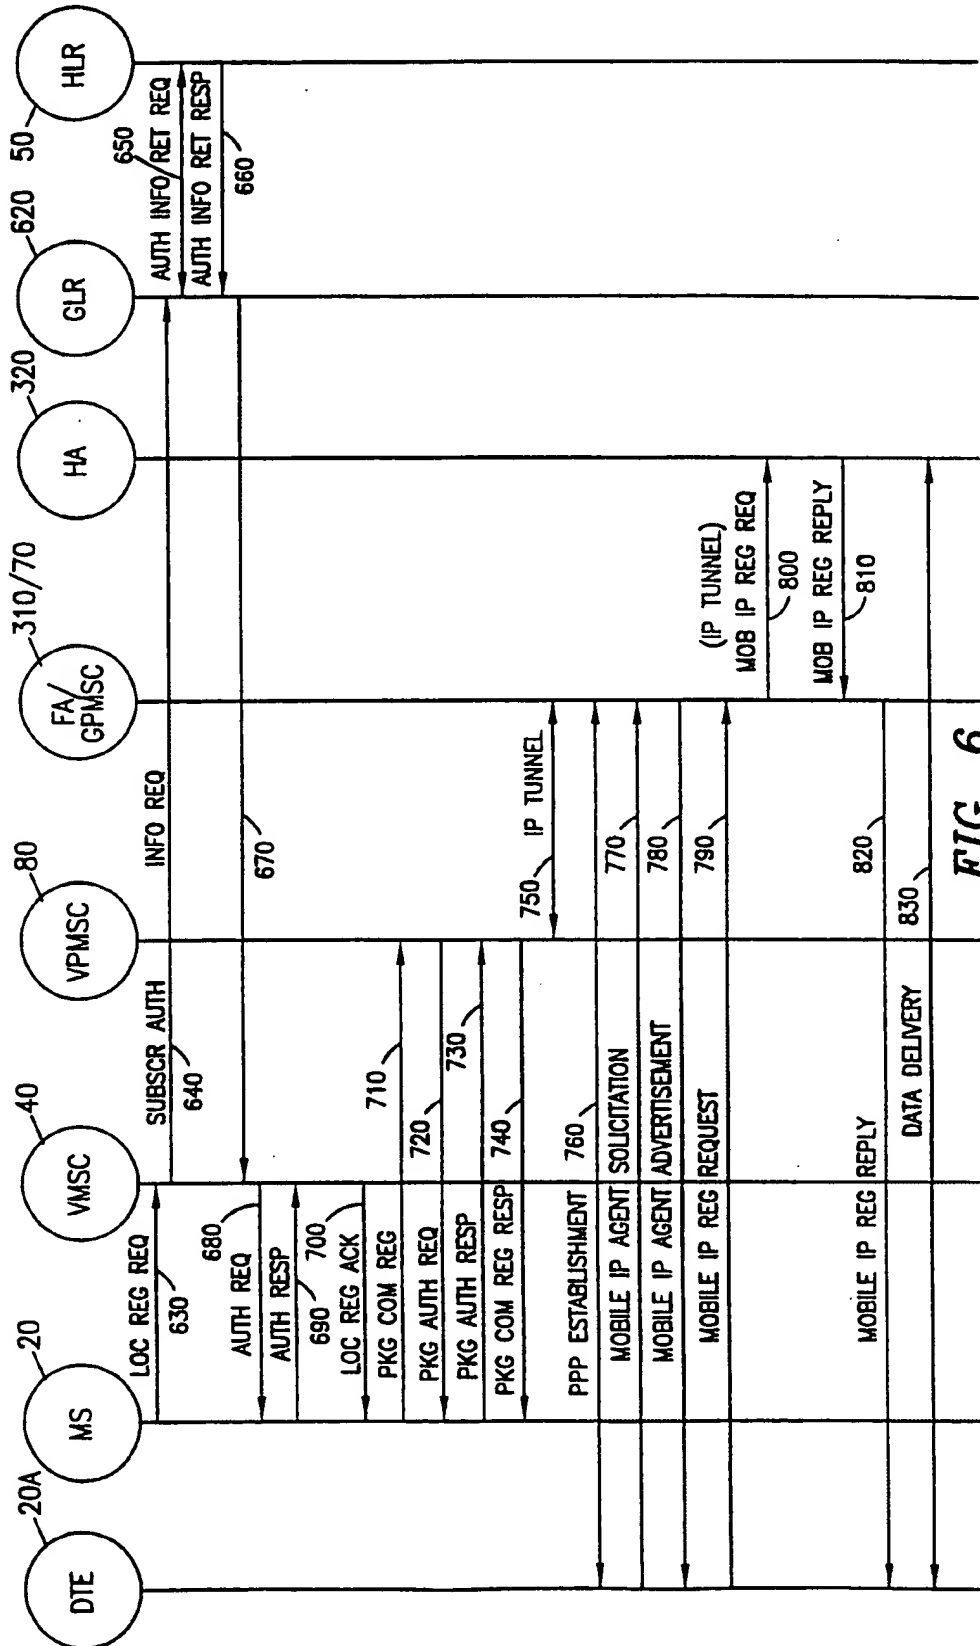 DTE
20A
MS
20
VMSC
40
VPMSC
80
FA/
GPMSC
310/70
HA
320
GLR
620
HLR
50
LOC REG REQ
630
SUBSCR AUTH
INFO REQ
640
AUTH INFO RET REQ
650
AUTH INFO RET RESP
660
670
680
AUTH REQ
AUTH RESP
690
700
LOC REG ACK
PKG COM REG
710
PKG AUTH REQ
720
PKG AUTH RESP
730
PKG COM REG RESP
740
750
IP TUNNEL
PPP ESTABLISHMENT
760
MOBILE IP AGENT SOLICITATION
770
MOBILE IP AGENT ADVERTISEMENT
780
MOBILE IP REG REQUEST
790
(IP TUNNEL)
MOB IP REG REQ
800
MOB IP REG REPLY
810
MOBILE IP REG REPLY
820
DATA DELIVERY
830
FIG 6